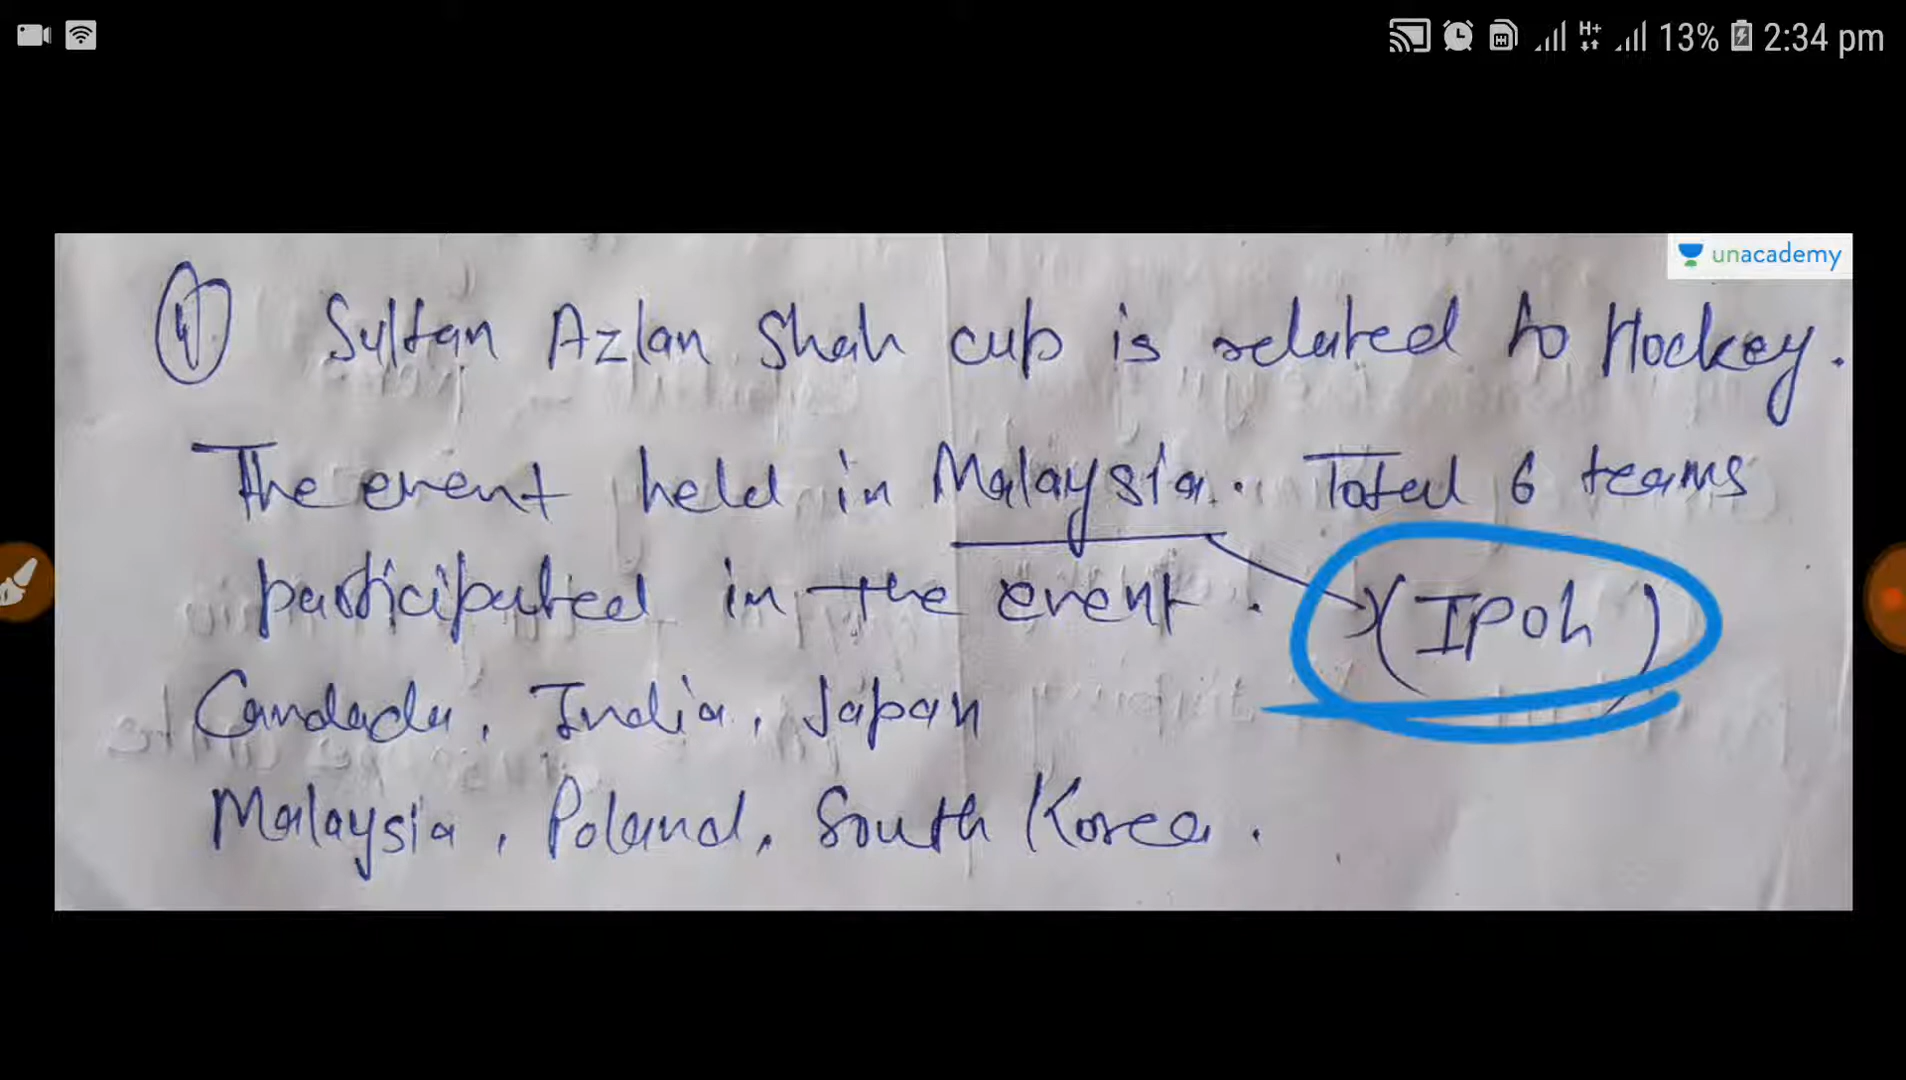 13% 2:34 pm
unacademy
4 Sultan Azlan Shah cup is related to Hockey.
The event held in Malaysia. Total 6 teams
participated in the event. (IPOh)
Candada, India, Japan
Malaysia, Poland, South Korea.